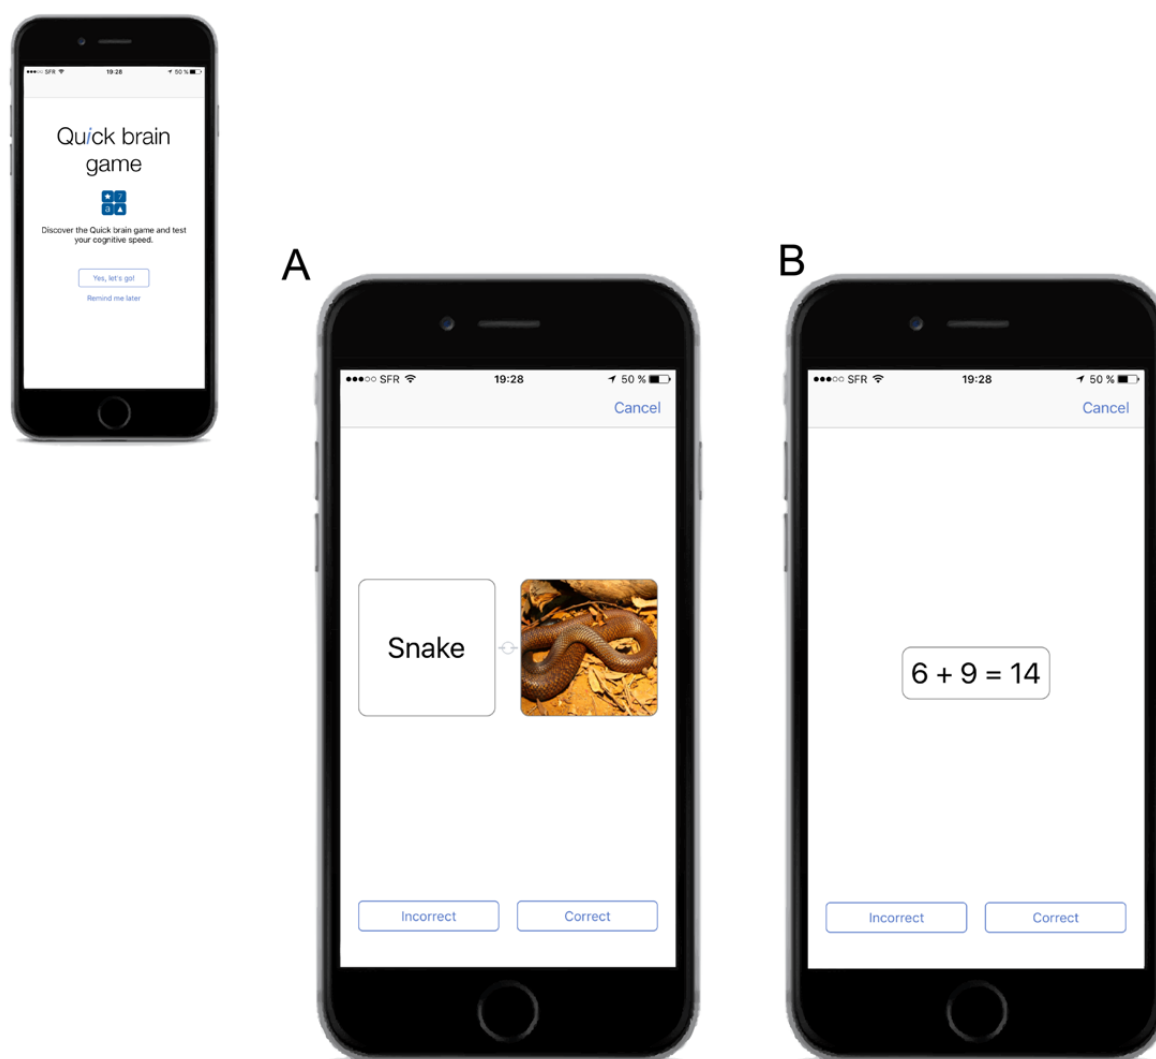 SFR 19:28 50 %
Quick brain
game
7
a
Discover the Quick brain game and test
your cognitive speed.
Yes, let's go!
Remind me later
A
SFR 19:28 50 %
Cancel
Snake
Incorrect Correct
B
SFR 19:28 50 %
Cancel
6 + 9 = 14
Incorrect Correct